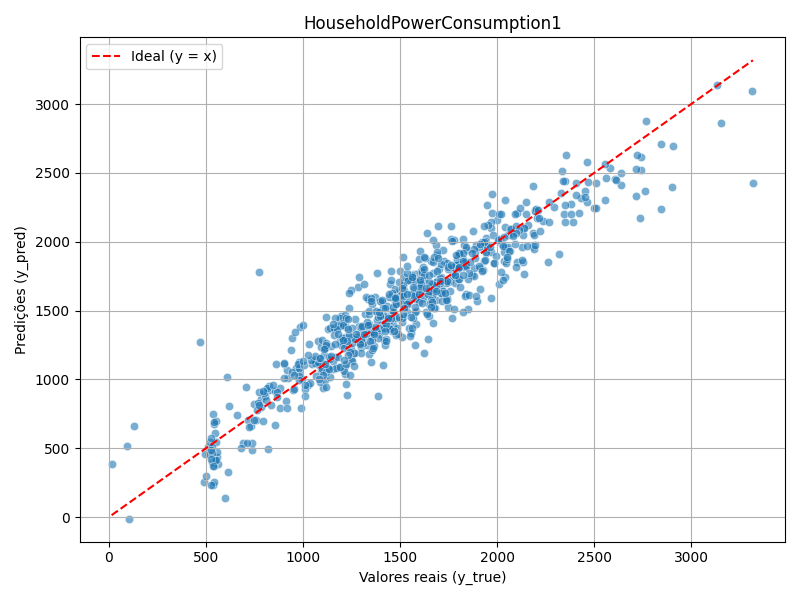 HouseholdPowerConsumption1
Ideal (y = x)
3000
2500
2000
1500
1000
500
0
Predições (y_pred)
0 500 1000 1500 2000 2500 3000
Valores reais (y_true)